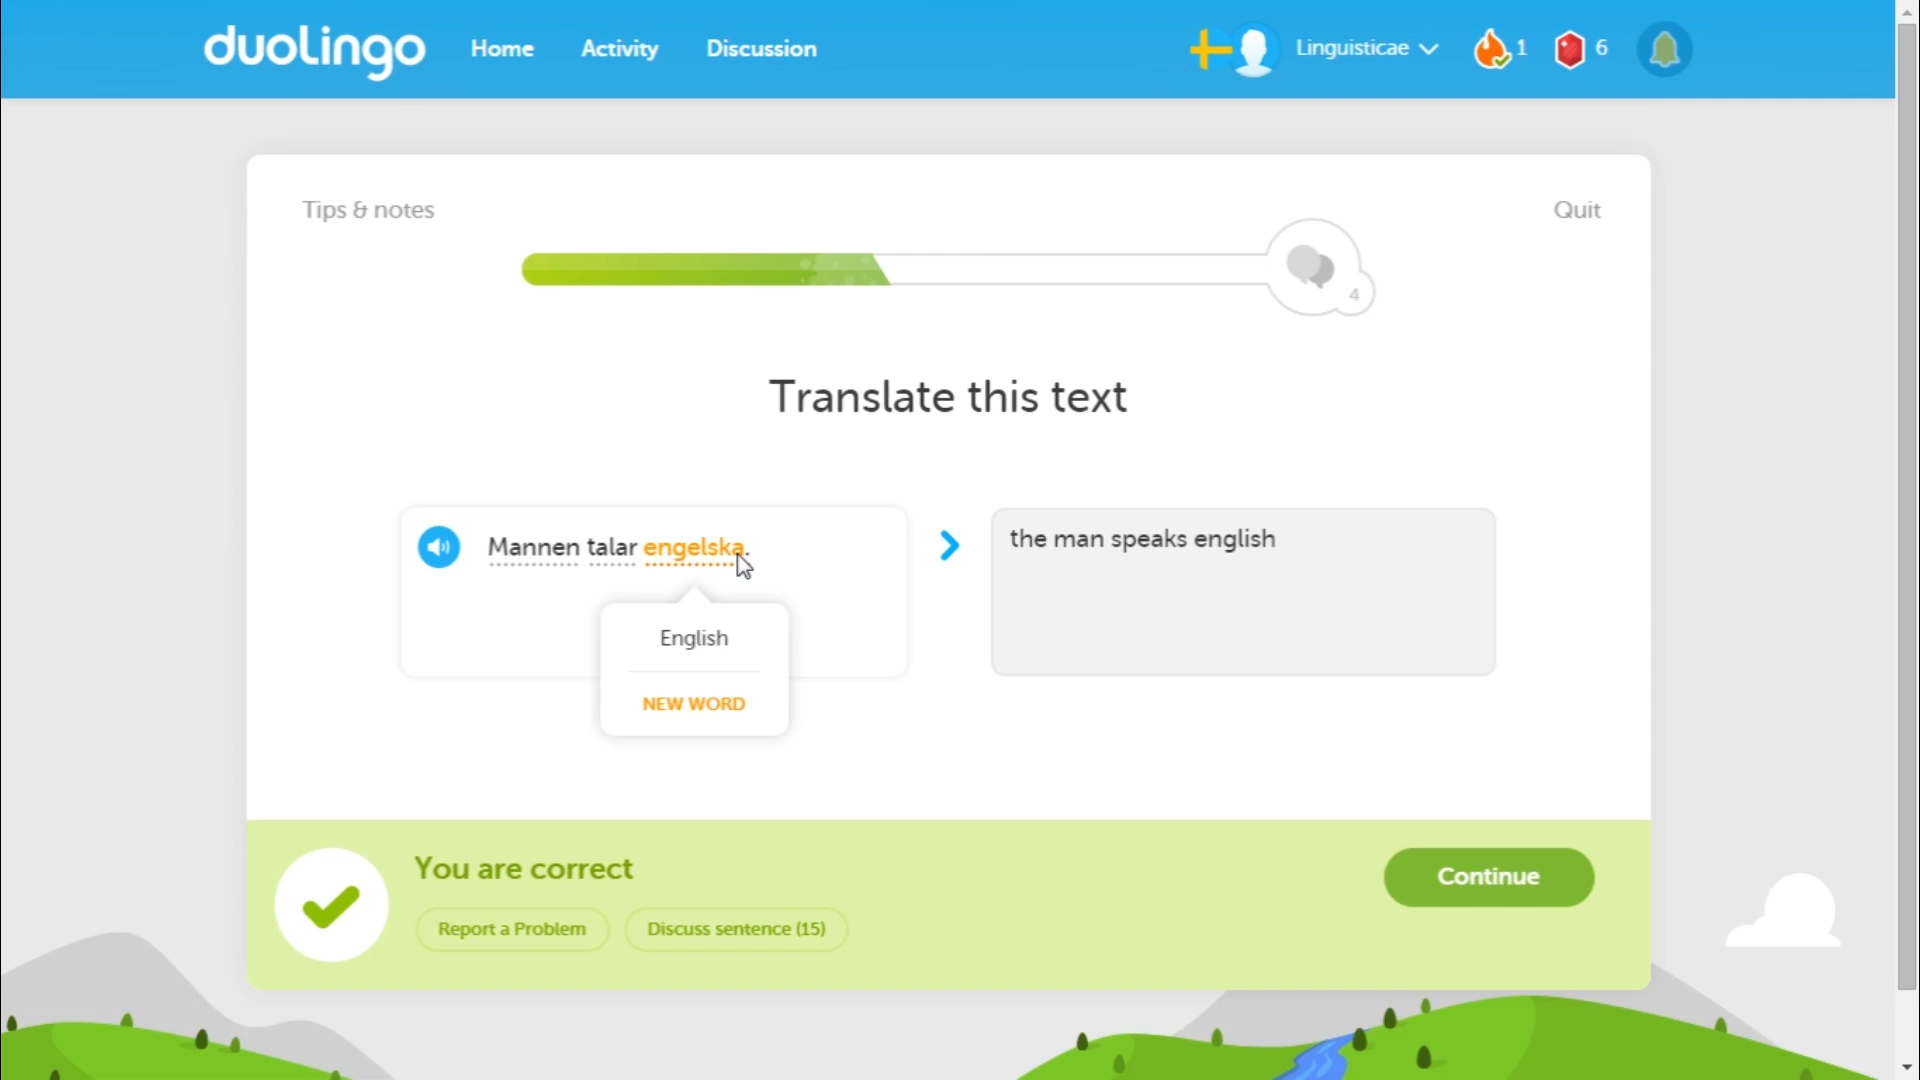 duolingo Home Activity Discussion Linguisticae 1 6
Tips & notes Quit
4
Translate this text
Mannen talar engelska. the man speaks english
English
NEW WORD
You are correct
Continue
Report a Problem Discuss sentence (15)